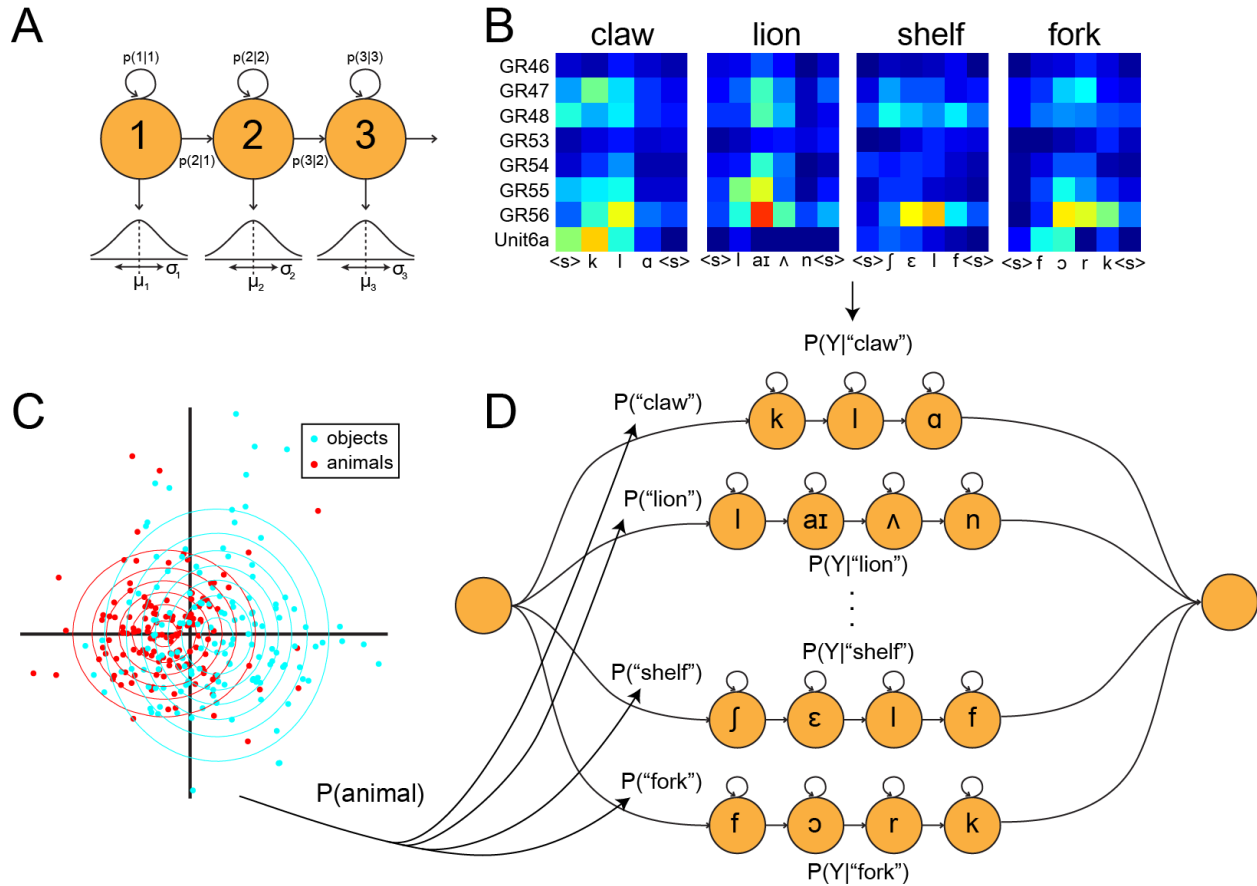 A
p(1|1) p(2|2) p(3|3)
1 2 3
p(2|1) p(3|2)
σ1 σ2 σ3
μ1 μ2 μ3
B
claw lion shelf fork
GR46
GR47
GR48
GR53
GR54
GR55
GR56
Unit6a
<s> k l ɑ <s> <s> l aɪ ʌ n <s> <s> ʃ ɛ l f <s> <s> f ɔ r k <s>
C
objects
animals
P(animal)
D
P(Y|“claw”)
P(“claw”)
k l ɑ
P(“lion”)
l aɪ ʌ n
P(Y|“lion”)
.
.
.
P(Y|“shelf”)
P(“shelf”)
ʃ ɛ l f
P(“fork”)
f ɔ r k
P(Y|“fork”)